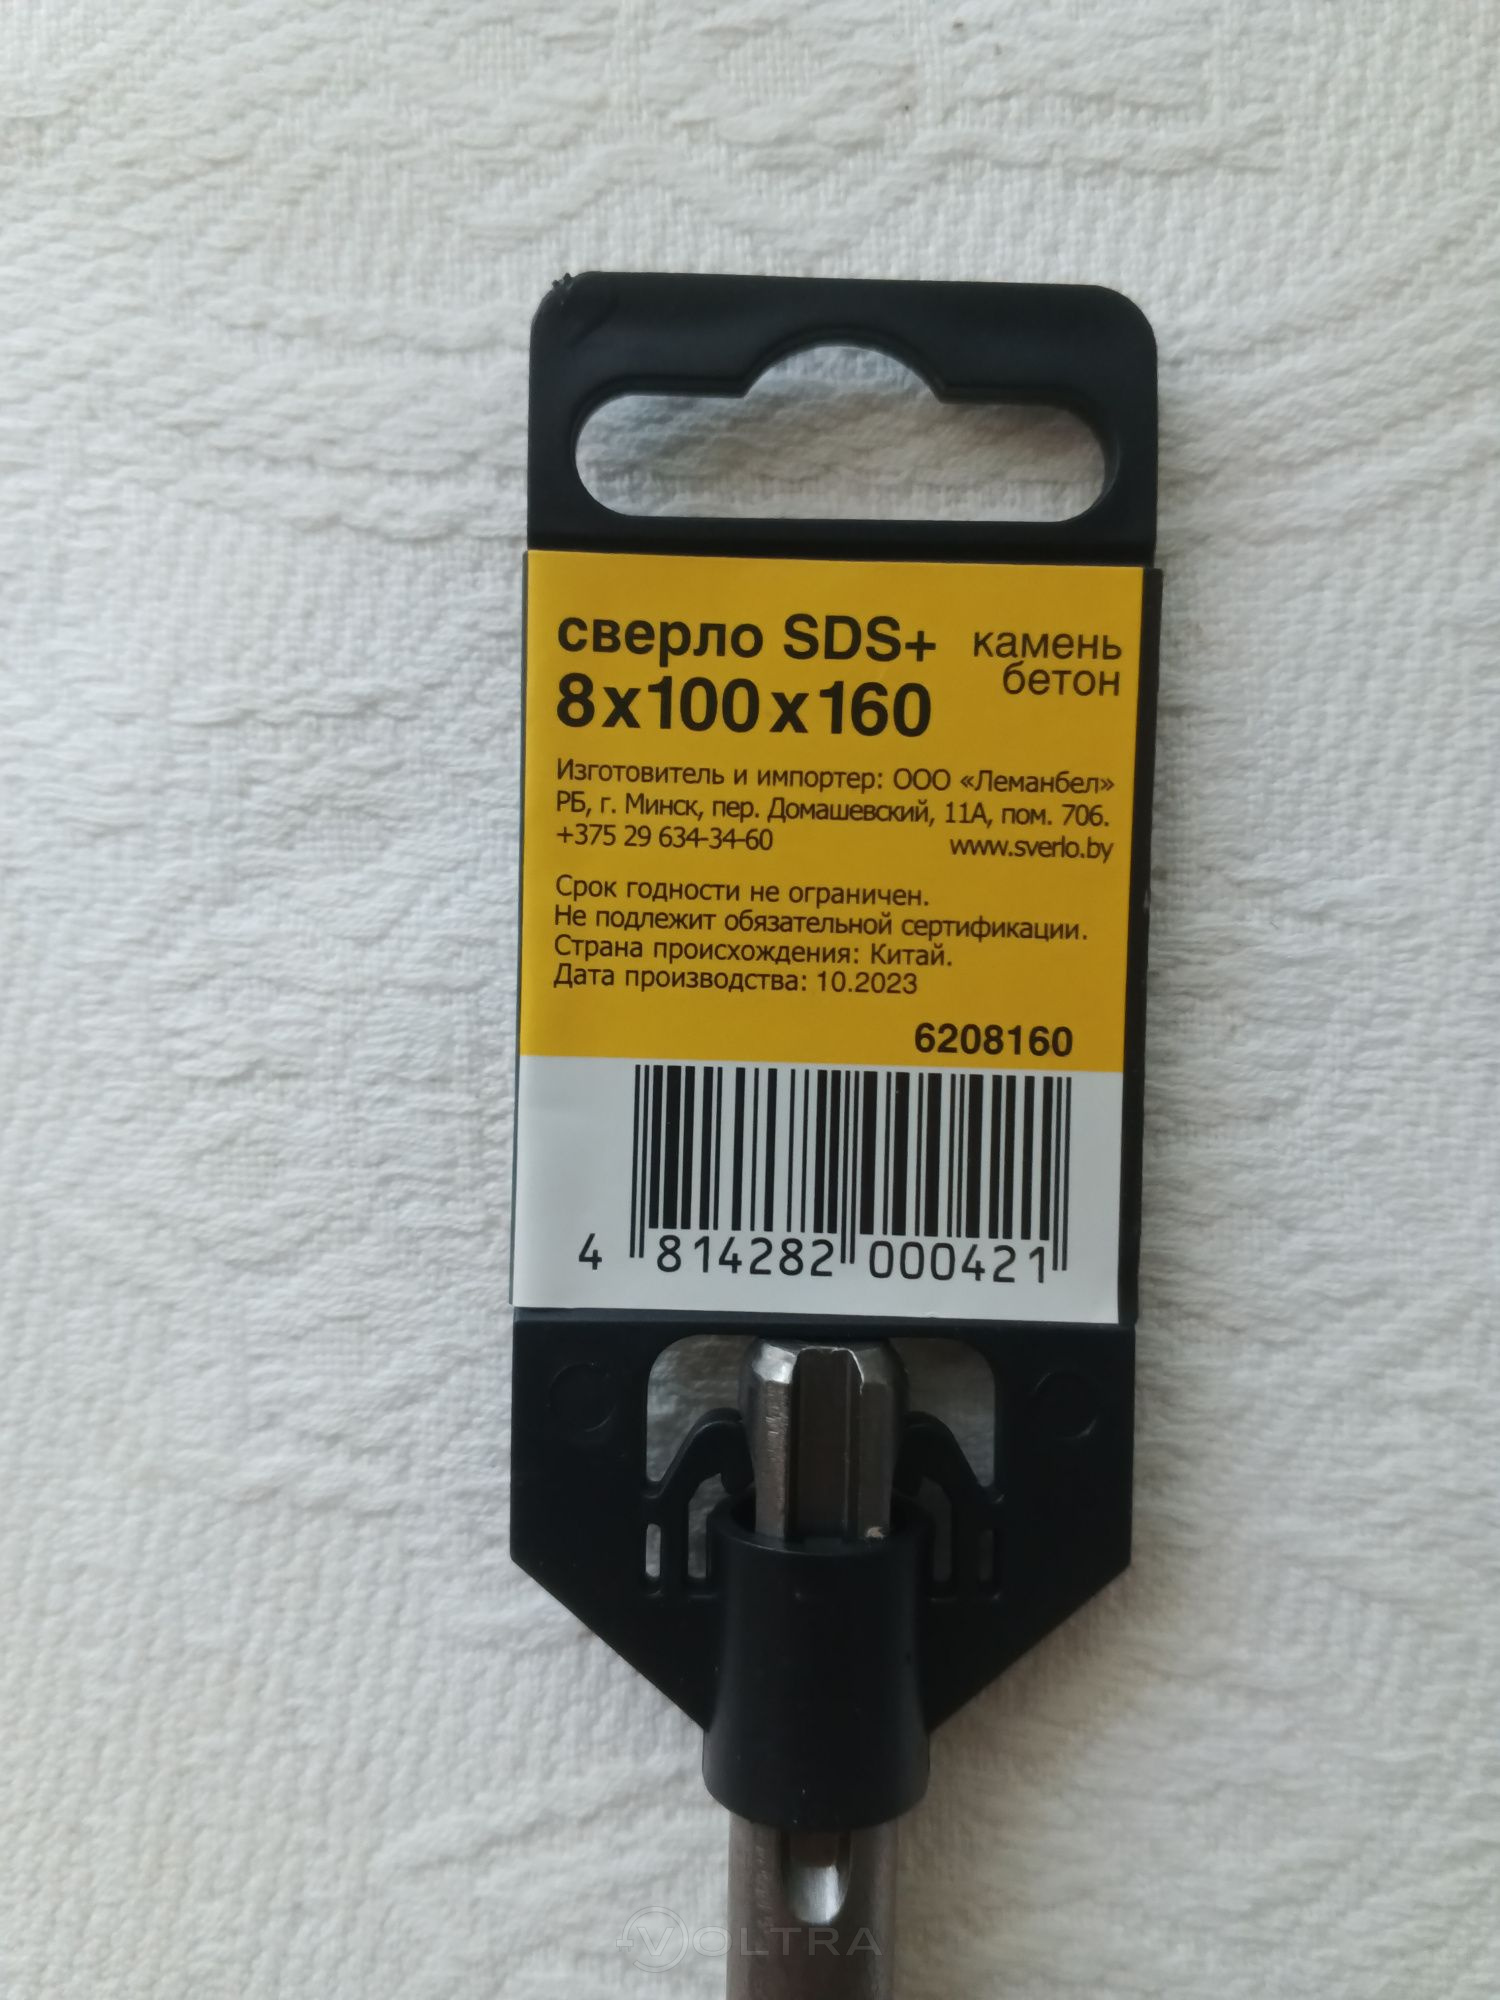 сверло SDS+ камень
8x100x160 бетон
Изготовитель и импортер: ООО «Леманбел»
РБ, г. Минск, пер. Домашевский, 11А, пом. 706.
+375 29 634-34-60 www.sverlo.by
Срок годности не ограничен.
Не подлежит обязательной сертификации.
Страна происхождения: Китай.
Дата производства: 10.2023
6208160
4 814282 000421
VOLTRA